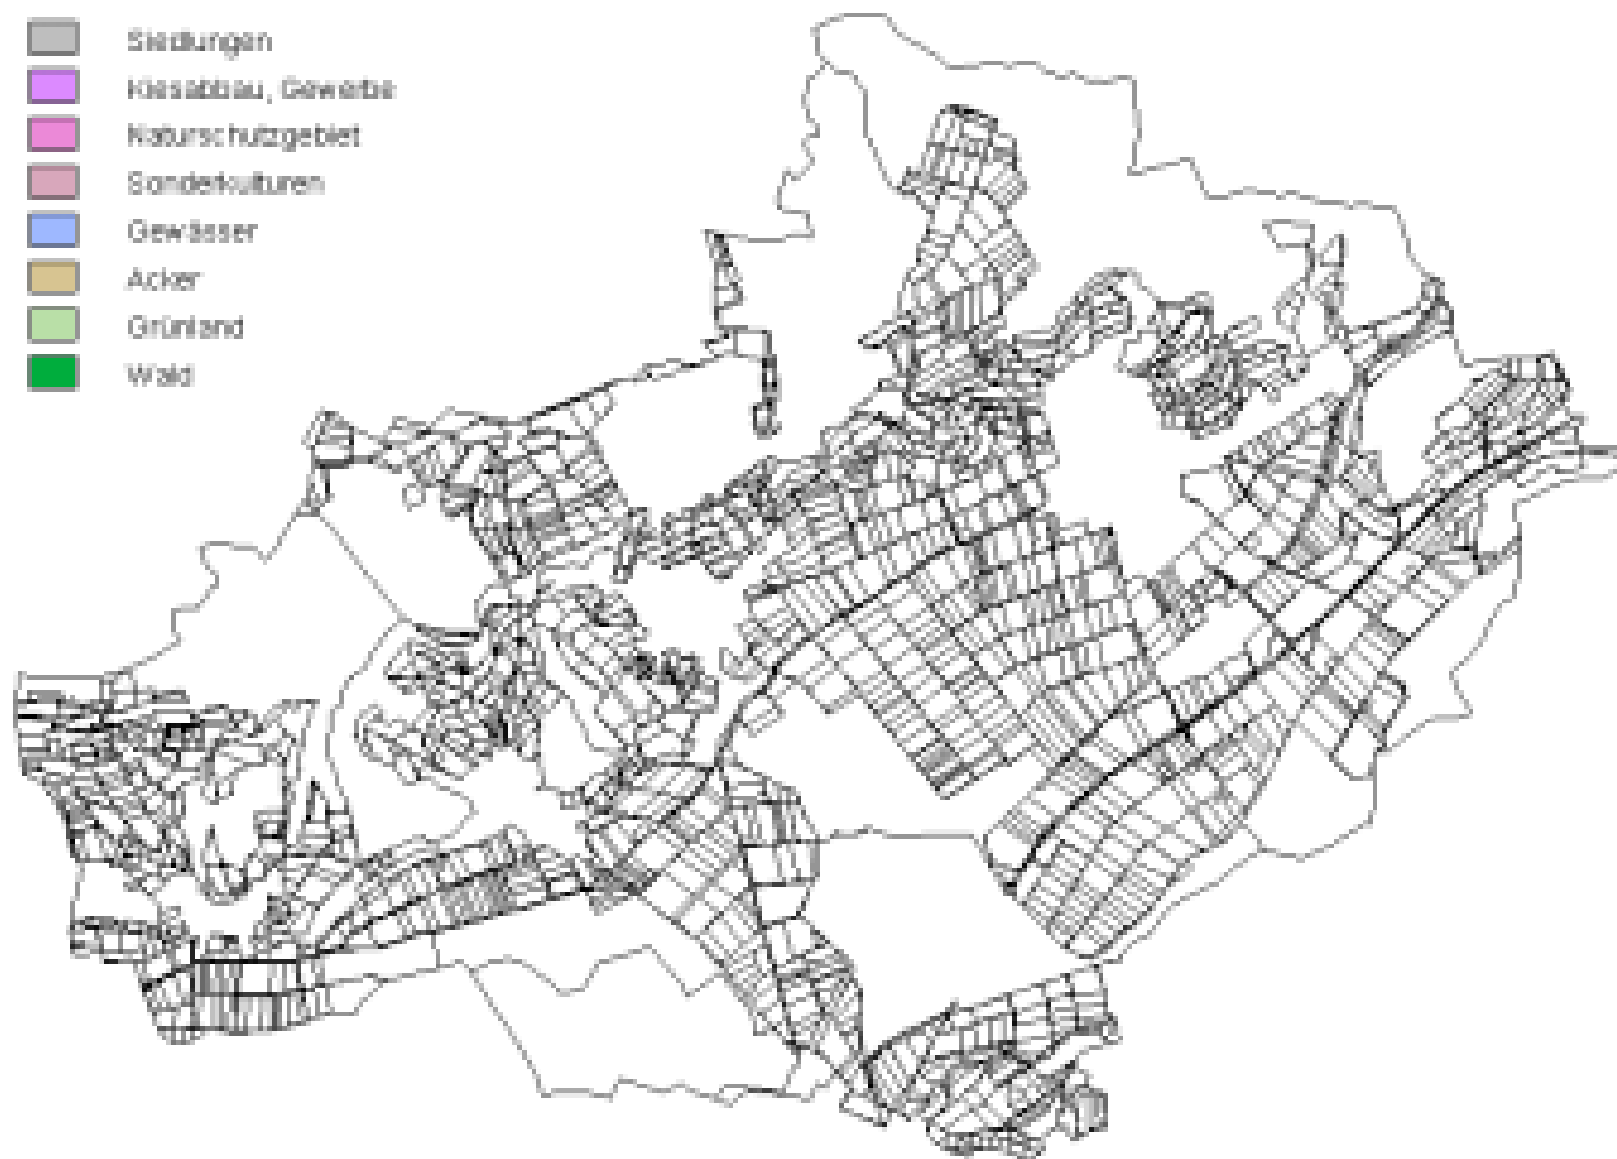 Siedlungen
Kiesabbau, Gewerbe
Naturschutzgebiet
Sonderkulturen
Gewässer
Acker
Grünland
Wald